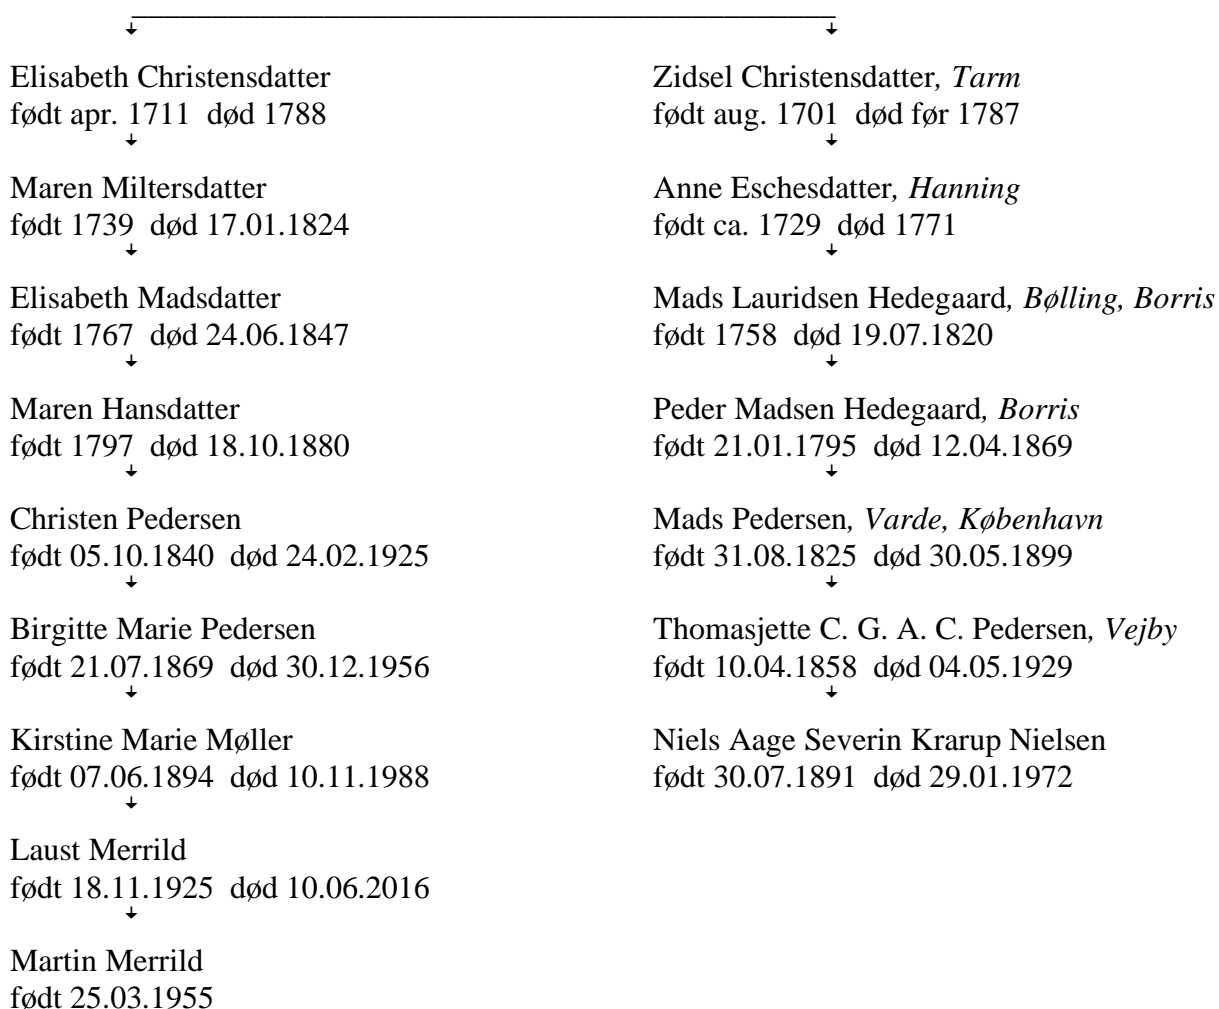 Elisabeth Christensdatter
født apr. 1711 død 1788
Maren Miltersdatter
født 1739 død 17.01.1824
Elisabeth Madsdatter
født 1767 død 24.06.1847
Maren Hansdatter
født 1797 død 18.10.1880
Christen Pedersen
født 05.10.1840 død 24.02.1925
Birgitte Marie Pedersen
født 21.07.1869 død 30.12.1956
Kirstine Marie Møller
født 07.06.1894 død 10.11.1988
Laust Merrild
født 18.11.1925 død 10.06.2016
Martin Merrild
født 25.03.1955
Zidsel Christensdatter, Tarm
født aug. 1701 død før 1787
Anne Eschesdatter, Hanning
født ca. 1729 død 1771
Mads Lauridsen Hedegaard, Bølling, Borris
født 1758 død 19.07.1820
Peder Madsen Hedegaard, Borris
født 21.01.1795 død 12.04.1869
Mads Pedersen, Varde, København
født 31.08.1825 død 30.05.1899
Thomasjette C. G. A. C. Pedersen, Vejby
født 10.04.1858 død 04.05.1929
Niels Aage Severin Krarup Nielsen
født 30.07.1891 død 29.01.1972